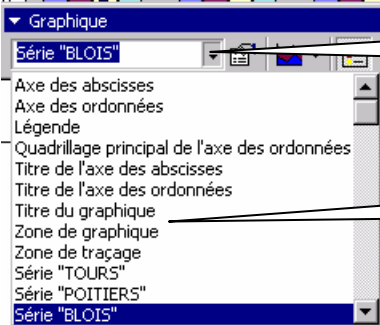 Graphique
Série "BLOIS"
Axe des abscisses
Axe des ordonnées
Légende
Quadrillage principal de l'axe des ordonnées
Titre de l'axe des abscisses
Titre de l'axe des ordonnées
Titre du graphique
Zone de graphique
Zone de traçage
Série "TOURS"
Série "POITIERS"
Série "BLOIS"